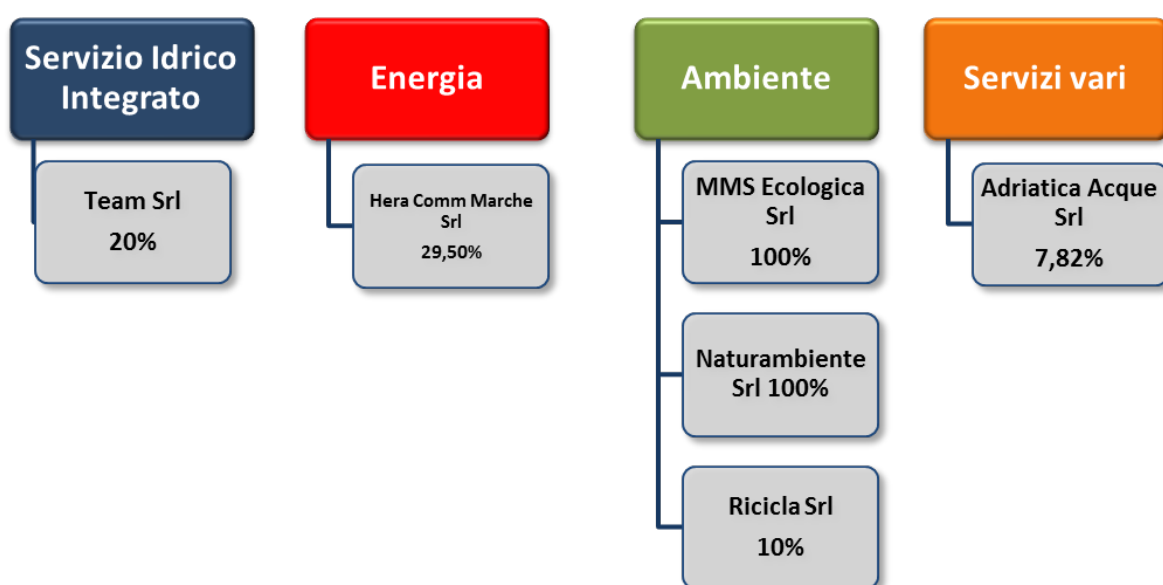 Servizio Idrico
Integrato
Team Srl
20%
Energia
Hera Comm Marche
Srl
29,50%
Ambiente
MMS Ecologica
Srl
100%
Naturambiente
Srl 100%
Ricicla Srl
10%
Servizi vari
Adriatica Acque
Srl
7,82%